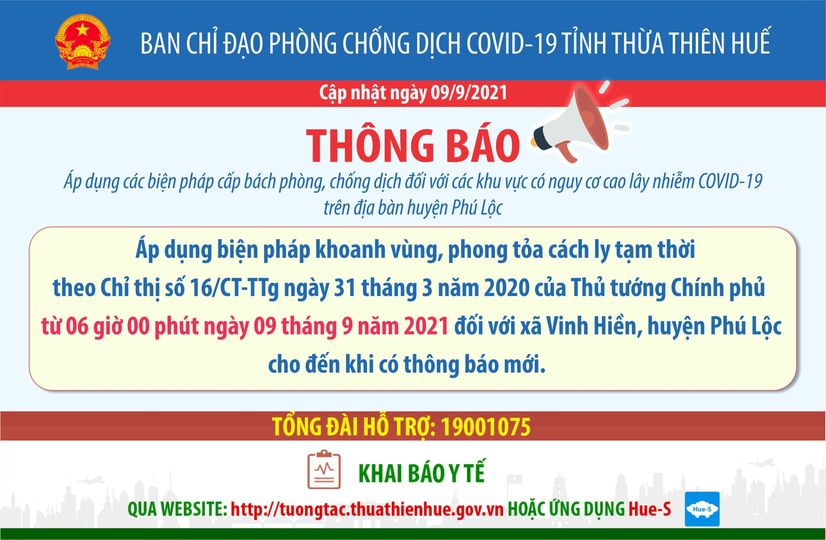 BAN CHỈ ĐẠO PHÒNG CHỐNG DỊCH COVID-19 TỈNH THỪA THIÊN HUẾ
Cập nhật ngày 09/9/2021
THÔNG BÁO
Áp dụng các biện pháp cấp bách phòng, chống dịch đối với các khu vực có nguy cơ cao lây nhiễm COVID-19
trên địa bàn huyện Phú Lộc
Áp dụng biện pháp khoanh vùng, phong tỏa cách ly tạm thời
theo Chỉ thị số 16/CT-TTg ngày 31 tháng 3 năm 2020 của Thủ tướng Chính phủ
từ 06 giờ 00 phút ngày 09 tháng 9 năm 2021 đối với xã Vinh Hiền, huyện Phú Lộc
cho đến khi có thông báo mới.
TỔNG ĐÀI HỖ TRỢ: 19001075
KHAI BÁO Y TẾ
QUA WEBSITE: http://tuongtac.thuathienhue.gov.vn HOẶC ỨNG DỤNG Hue-S
Hue-S